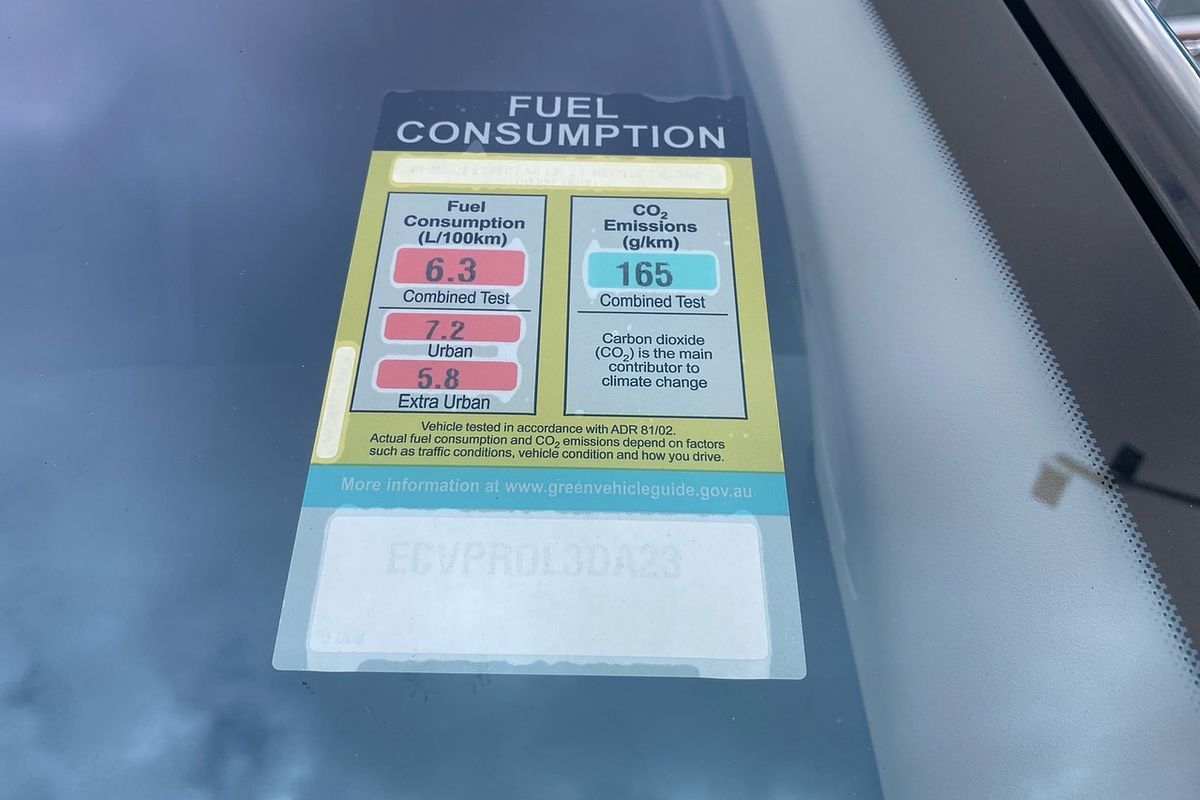 FUEL
CONSUMPTION
PEUGEOT EXPERT
Fuel
Consumption
(L/100km)
6.3
Combined Test
7.2
Urban
5.8
Extra Urban
CO₂
Emissions
(g/km)
165
Combined Test
Carbon dioxide
(CO₂) is the main
contributor to
climate change
Vehicle tested in accordance with ADR 81/02.
Actual fuel consumption and CO₂ emissions depend on factors
such as traffic conditions, vehicle condition and how you drive.
More information at www.greenvehicleguide.gov.au
ECVPROL3DA23